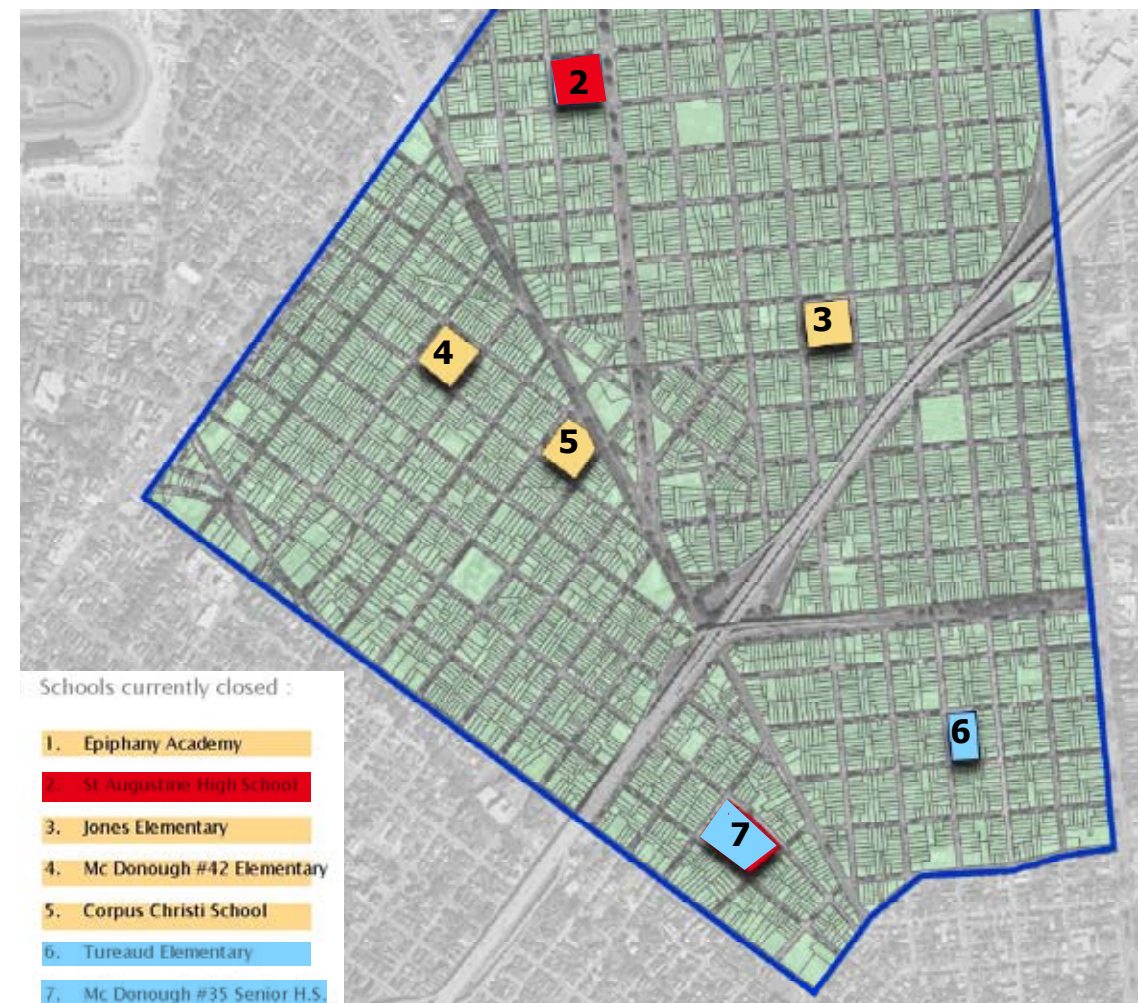 2
3
4
5
6
7
Schools currently closed :
1. Epiphany Academy
2. St Augustine High School
3. Jones Elementary
4. Mc Donough #42 Elementary
5. Corpus Christi School
6. Tureaud Elementary
7. Mc Donough #35 Senior H.S.